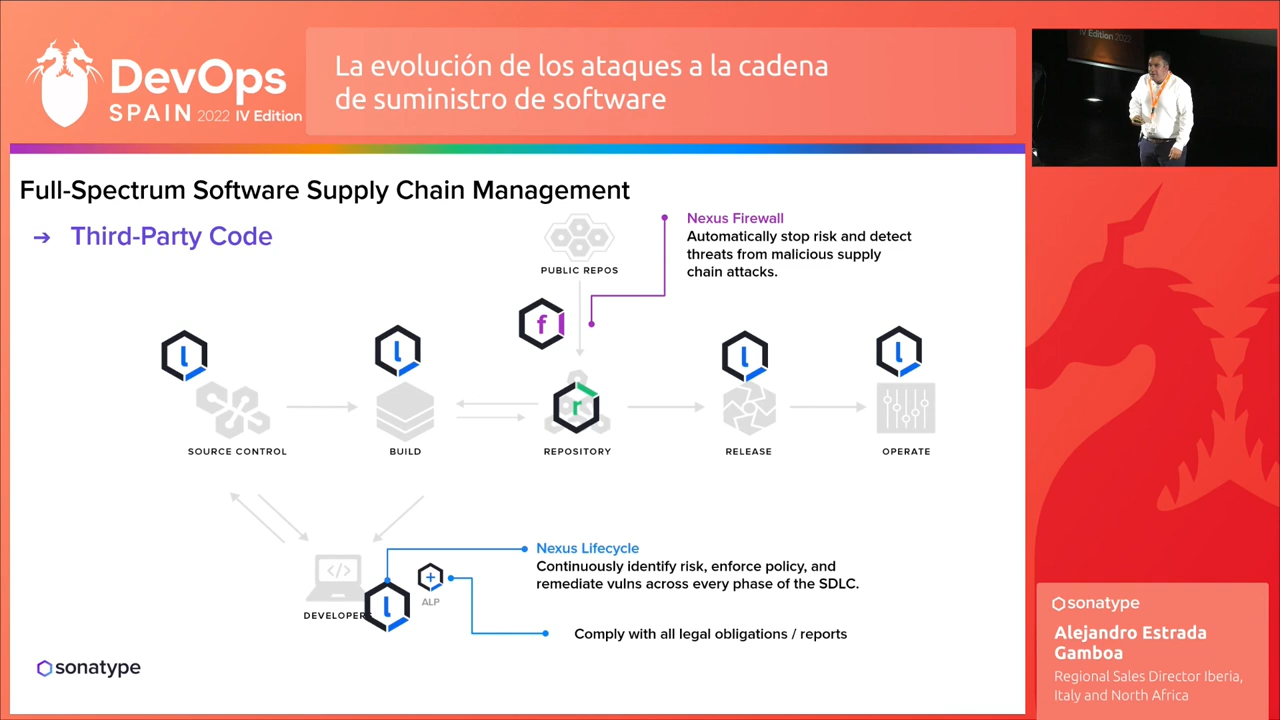 DevOps
SPAIN 2022 IV Edition
La evolución de los ataques a la cadena
de suministro de software
IV Edition 2022
Full-Spectrum Software Supply Chain Management
➔ Third-Party Code
PUBLIC REPOS
Nexus Firewall
Automatically stop risk and detect
threats from malicious supply
chain attacks.
f
l
l
r
l
l
SOURCE CONTROL
BUILD
REPOSITORY
RELEASE
OPERATE
</>
DEVELOPERS
l
+
ALP
Nexus Lifecycle
Continuously identify risk, enforce policy, and
remediate vulns across every phase of the SDLC.
Comply with all legal obligations / reports
sonatype
sonatype
Alejandro Estrada
Gamboa
Regional Sales Director Iberia,
Italy and North Africa